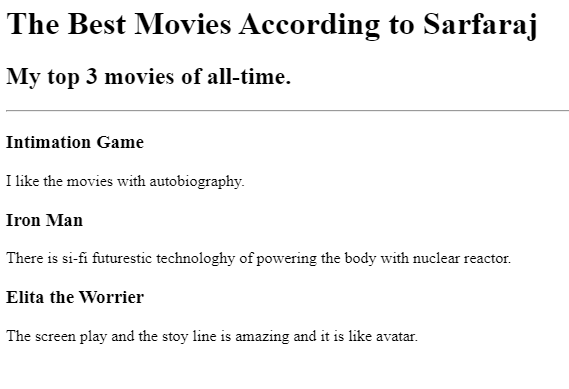 The Best Movies According to Sarfaraj
My top 3 movies of all-time.
Intimation Game
I like the movies with autobiography.
Iron Man
There is si-fi futurestic technologhy of powering the body with nuclear reactor.
Elita the Worrier
The screen play and the stoy line is amazing and it is like avatar.